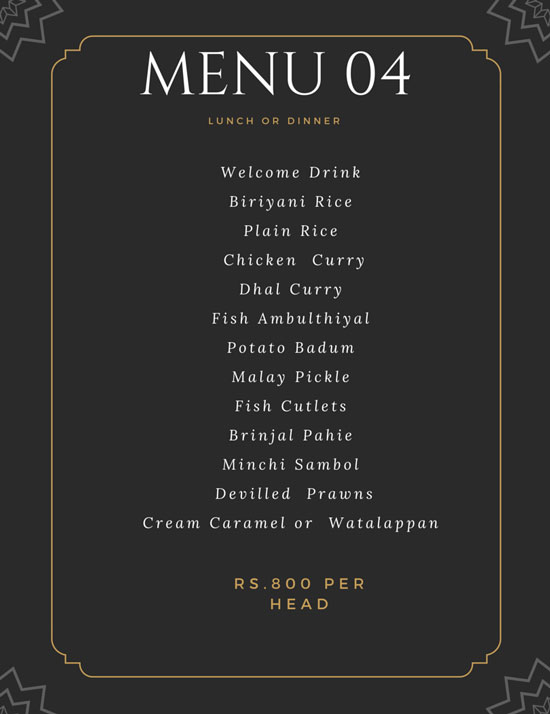 MENU 04
LUNCH OR DINNER
Welcome Drink
Biriyani Rice
Plain Rice
Chicken Curry
Dhal Curry
Fish Ambulthiyal
Potato Badum
Malay Pickle
Fish Cutlets
Brinjal Pahie
Minchi Sambol
Devilled Prawns
Cream Caramel or Watalappan
RS.800 PER
HEAD